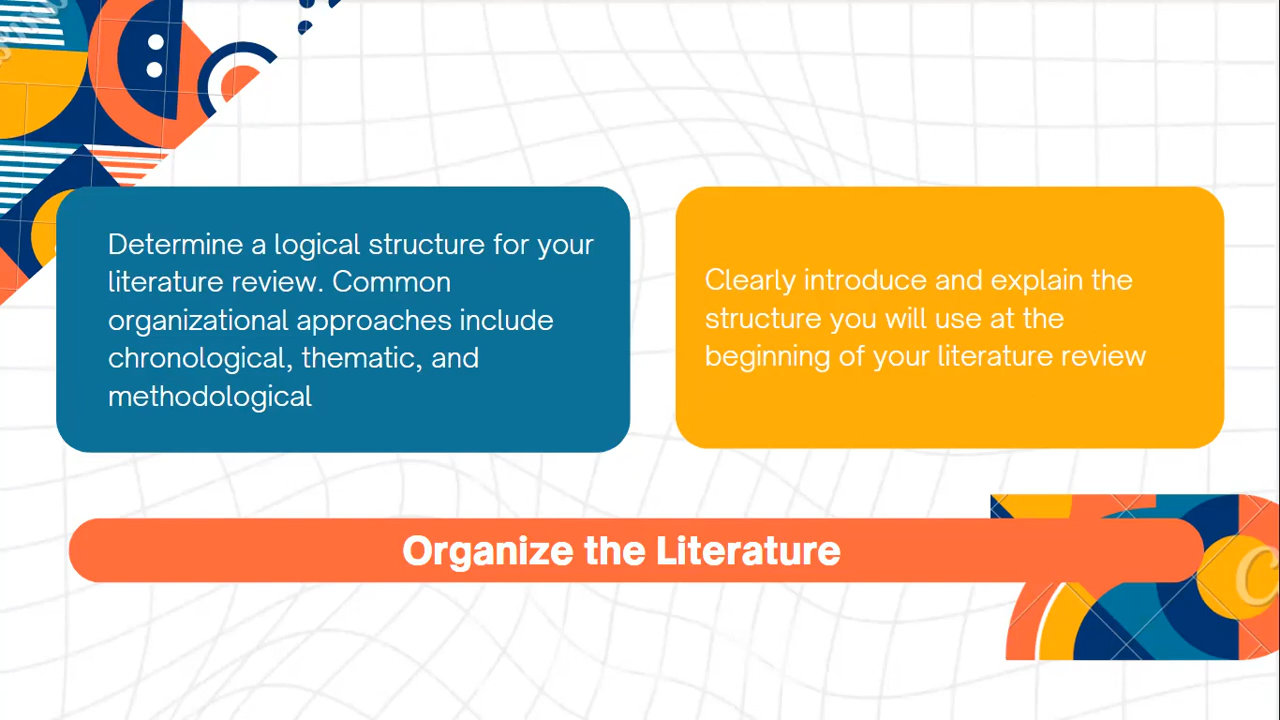 Determine a logical structure for your
literature review. Common
organizational approaches include
chronological, thematic, and
methodological
Clearly introduce and explain the
structure you will use at the
beginning of your literature review
Organize the Literature